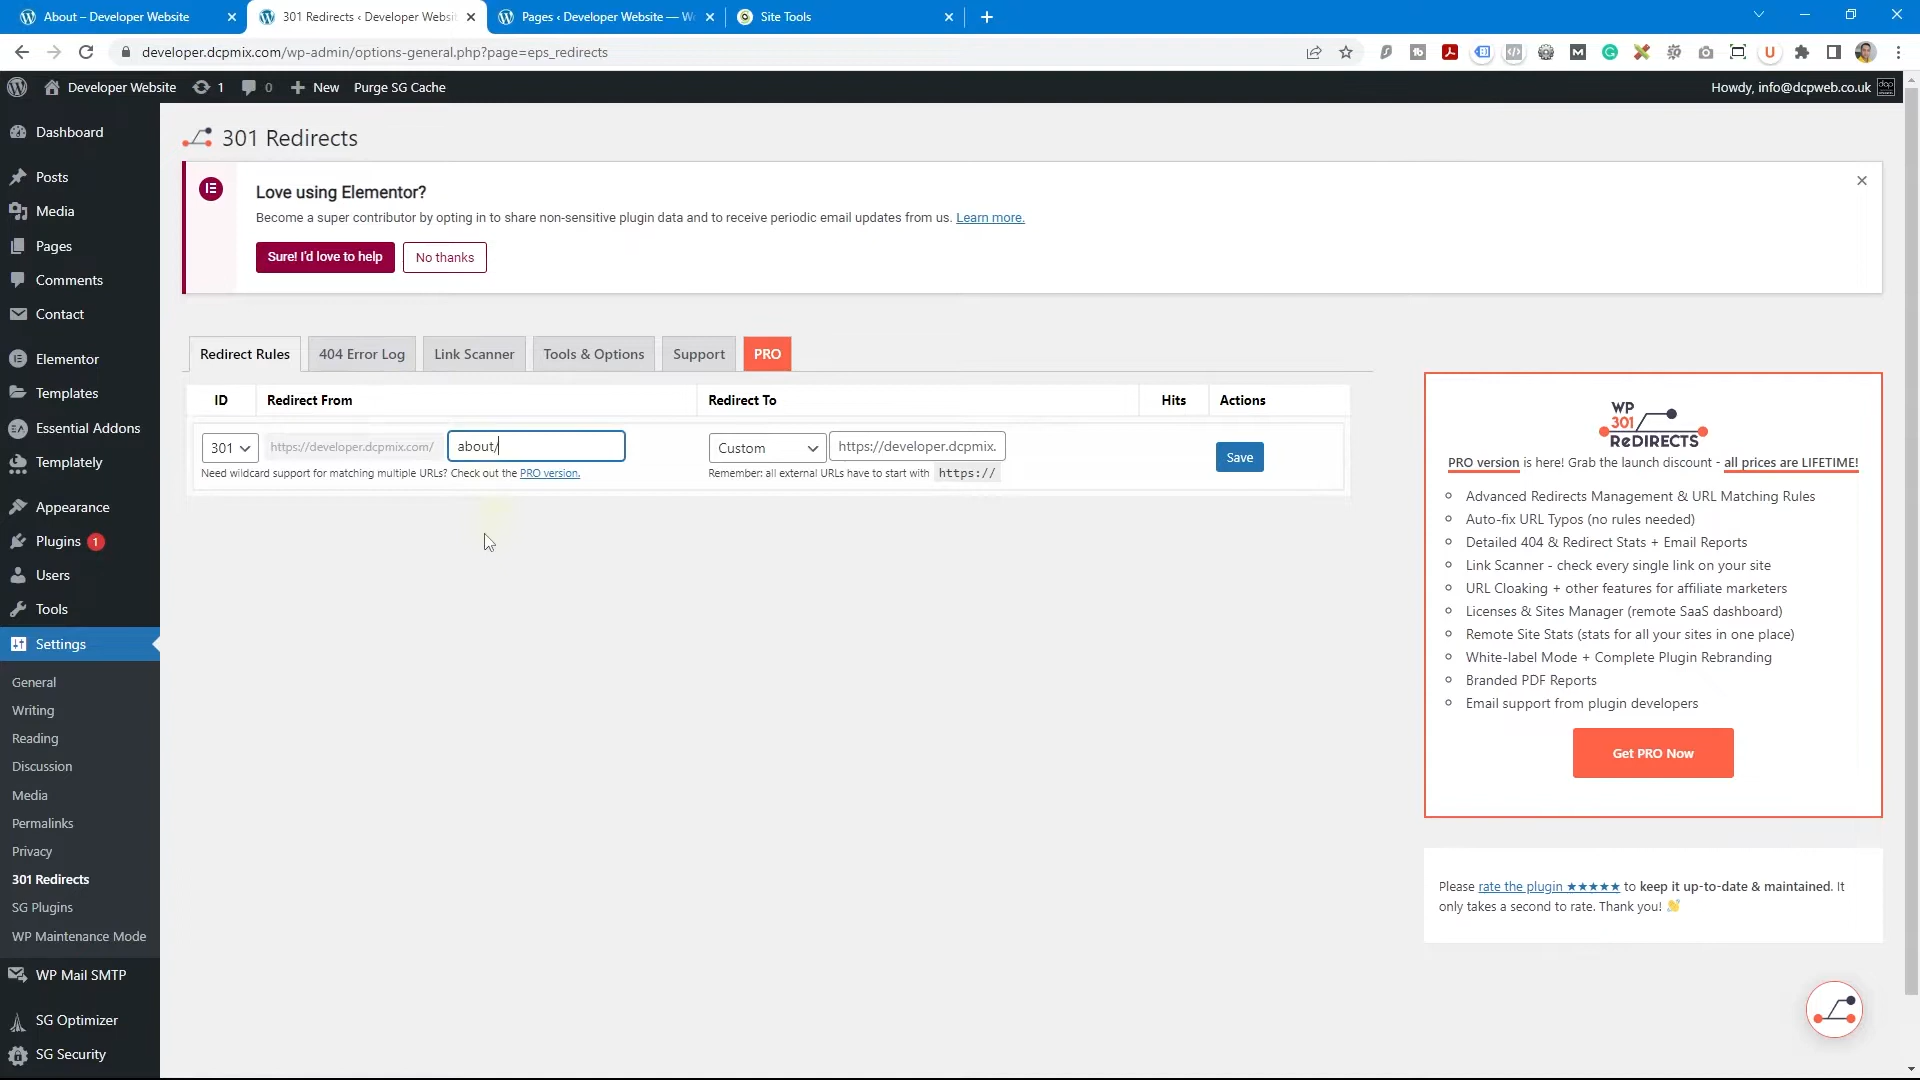 About – Developer Website
301 Redirects ‹ Developer Websit
Pages ‹ Developer Website — W
Site Tools
developer.dcpmix.com/wp-admin/options-general.php?page=eps_redirects
Developer Website
1
0
New
Purge SG Cache
Howdy, info@dcpweb.co.uk
Dashboard
Posts
Media
Pages
Comments
Contact
Elementor
Templates
Essential Addons
Templately
Appearance
Plugins 1
Users
Tools
Settings
General
Writing
Reading
Discussion
Media
Permalinks
Privacy
301 Redirects
SG Plugins
WP Maintenance Mode
WP Mail SMTP
SG Optimizer
SG Security
301 Redirects
Love using Elementor?
Become a super contributor by opting in to share non-sensitive plugin data and to receive periodic email updates from us. Learn more.
Sure! I'd love to help
No thanks
Redirect Rules
404 Error Log
Link Scanner
Tools & Options
Support
PRO
ID
Redirect From
Redirect To
Hits
Actions
301
https://developer.dcpmix.com/
about/
Custom
https://developer.dcpmix.
Save
Need wildcard support for matching multiple URLs? Check out the PRO version.
Remember: all external URLs have to start with https://
WP
301
ReDIRECTS
PRO version is here! Grab the launch discount - all prices are LIFETIME!
Advanced Redirects Management & URL Matching Rules
Auto-fix URL Typos (no rules needed)
Detailed 404 & Redirect Stats + Email Reports
Link Scanner - check every single link on your site
URL Cloaking + other features for affiliate marketers
Licenses & Sites Manager (remote SaaS dashboard)
Remote Site Stats (stats for all your sites in one place)
White-label Mode + Complete Plugin Rebranding
Branded PDF Reports
Email support from plugin developers
Get PRO Now
Please rate the plugin ★★★★★ to keep it up-to-date & maintained. It
only takes a second to rate. Thank you! 👋